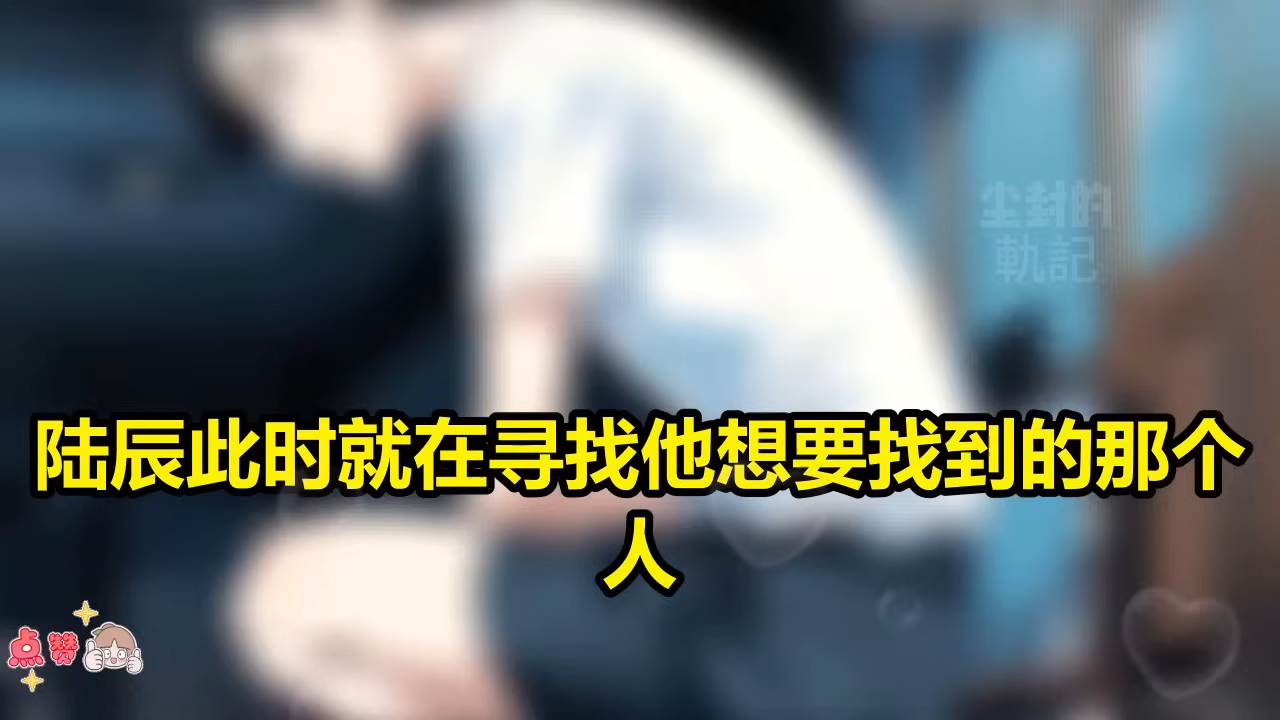 尘封的
軌記
陆辰此时就在寻找他想要找到的那个
人
点赞